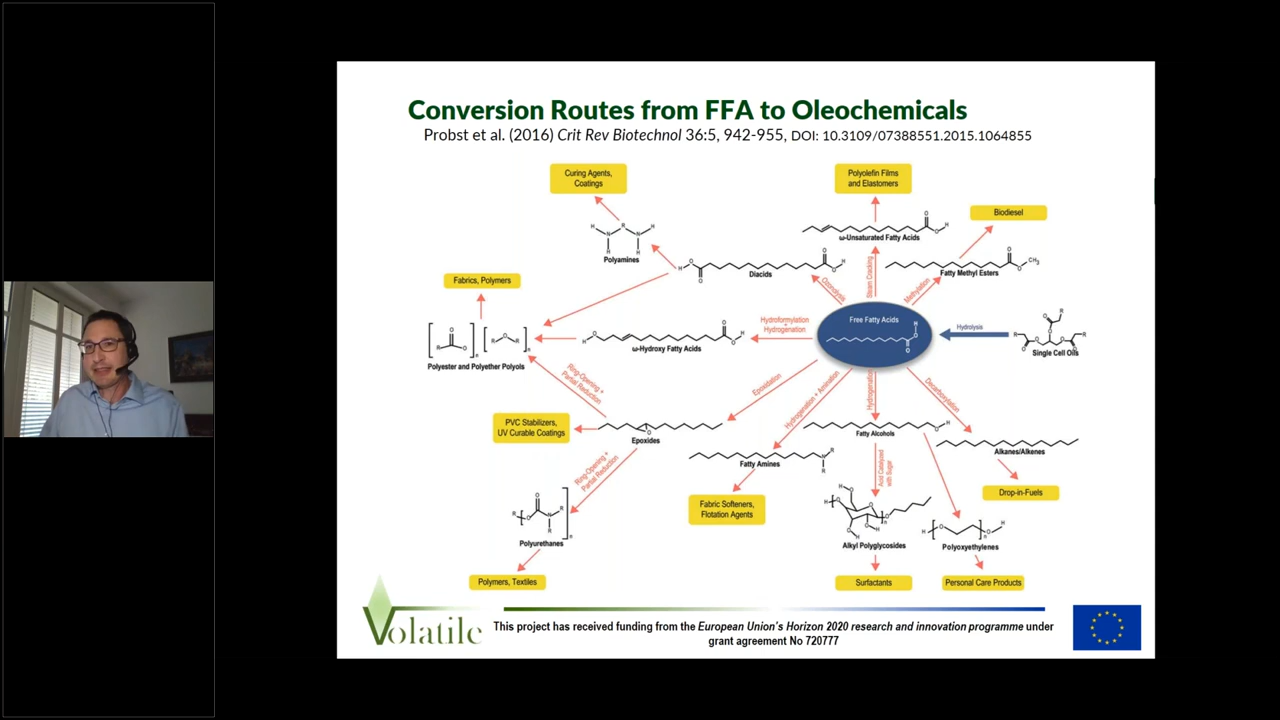 Conversion Routes from FFA to Oleochemicals
Probst et al. (2016) Crit Rev Biotechnol 36:5, 942-955, DOI: 10.3109/07388551.2015.1064855
Curing Agents,
Coatings
Polyolefin Films
and Elastomers
Biodiesel
Polyamines
ω-Unsaturated Fatty Acids
Diacids
Fatty Methyl Esters
Fabrics, Polymers
Ozonolysis
Steam Cracking
Methylation
Polyester and Polyether Polyols
ω-Hydroxy Fatty Acids
Hydroformylation
+
Hydrogenation
Free Fatty Acids
Hydrolysis
Single Cell Oils
Ring-Opening +
Partial Reduction
Epoxidation
Hydrogenation + Amination
Hydrogenation
Decarboxylation
PVC Stabilizers,
UV Curable Coatings
Epoxides
Fatty Alcohols
Alkanes/Alkenes
Fatty Amines
Ring-Opening +
Partial Reduction
Acid Catalyzed
with Sugar
Drop-in-Fuels
Fabric Softeners,
Flotation Agents
Polyurethanes
Alkyl Polyglycosides
Polyoxyethylenes
Polymers, Textiles
Surfactants
Personal Care Products
Volatile
This project has received funding from the European Union's Horizon 2020 research and innovation programme under
grant agreement No 720777